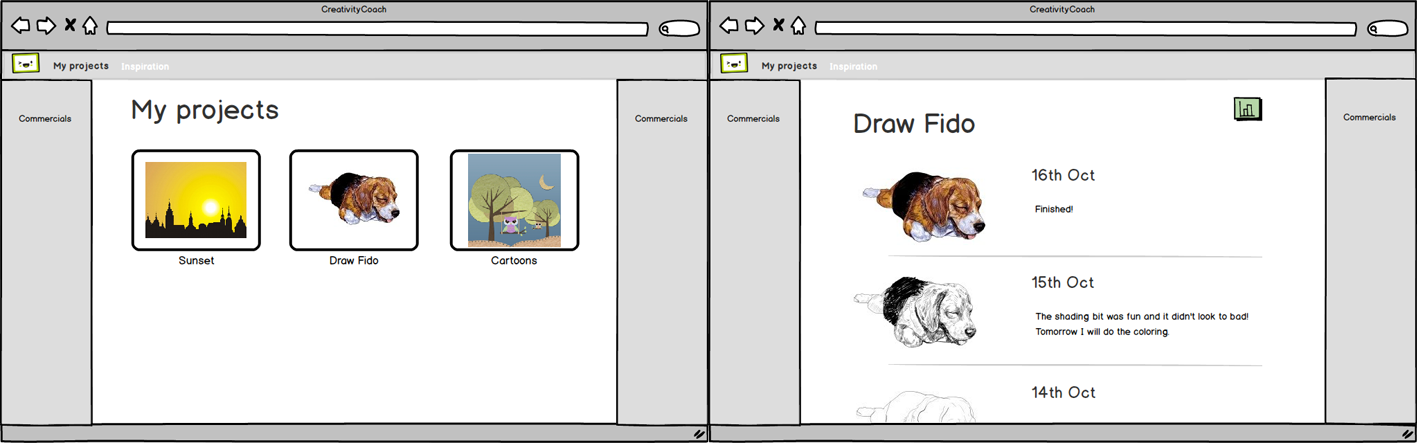 CreativityCoach
My projects
Inspiration
Commercials
My projects
Commercials
Sunset
Draw Fido
Cartoons
CreativityCoach
My projects
Inspiration
Commercials
Draw Fido
Commercials
16th Oct
Finished!
15th Oct
The shading bit was fun and it didn't look to bad!
Tomorrow I will do the coloring.
14th Oct